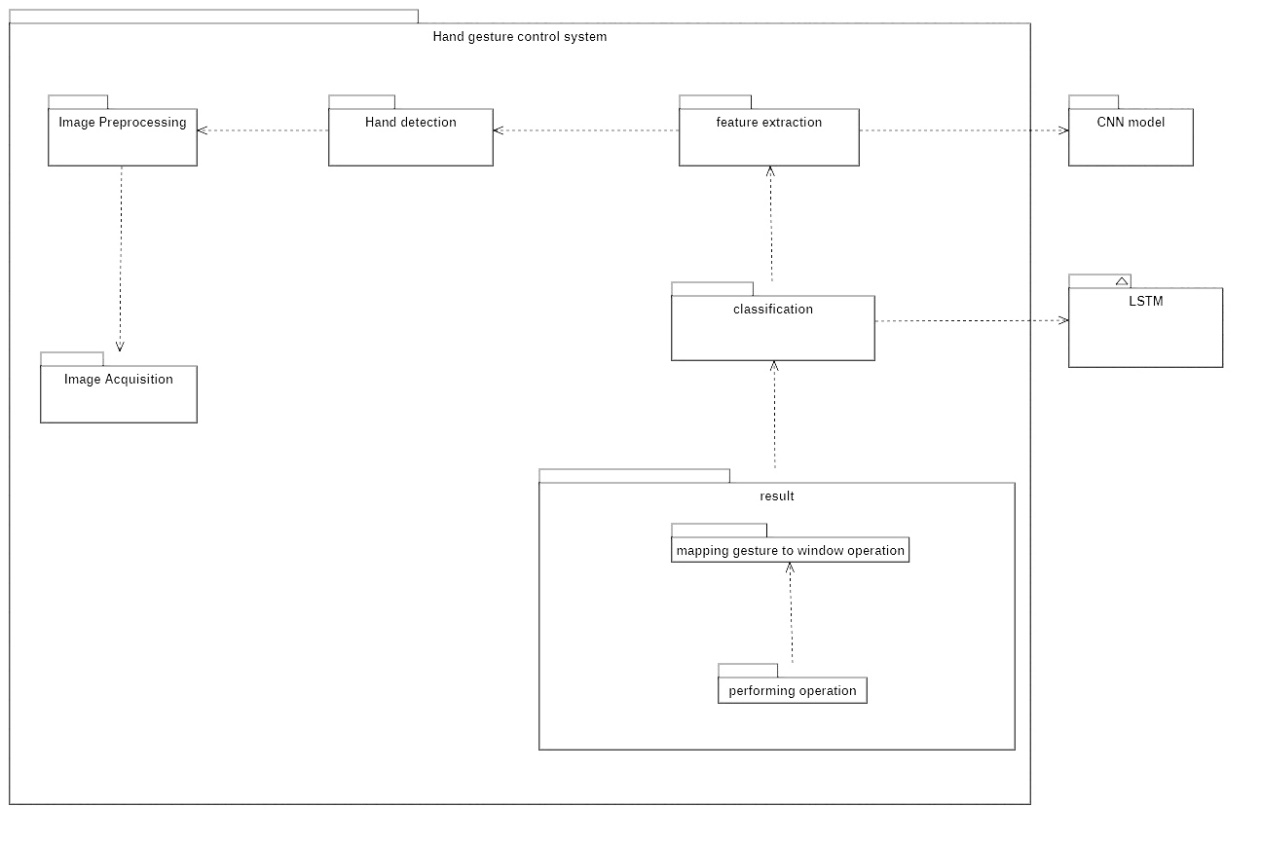 Hand gesture control system
Image Preprocessing
Hand detection
feature extraction
CNN model
classification
LSTM
Image Acquisition
result
mapping gesture to window operation
performing operation